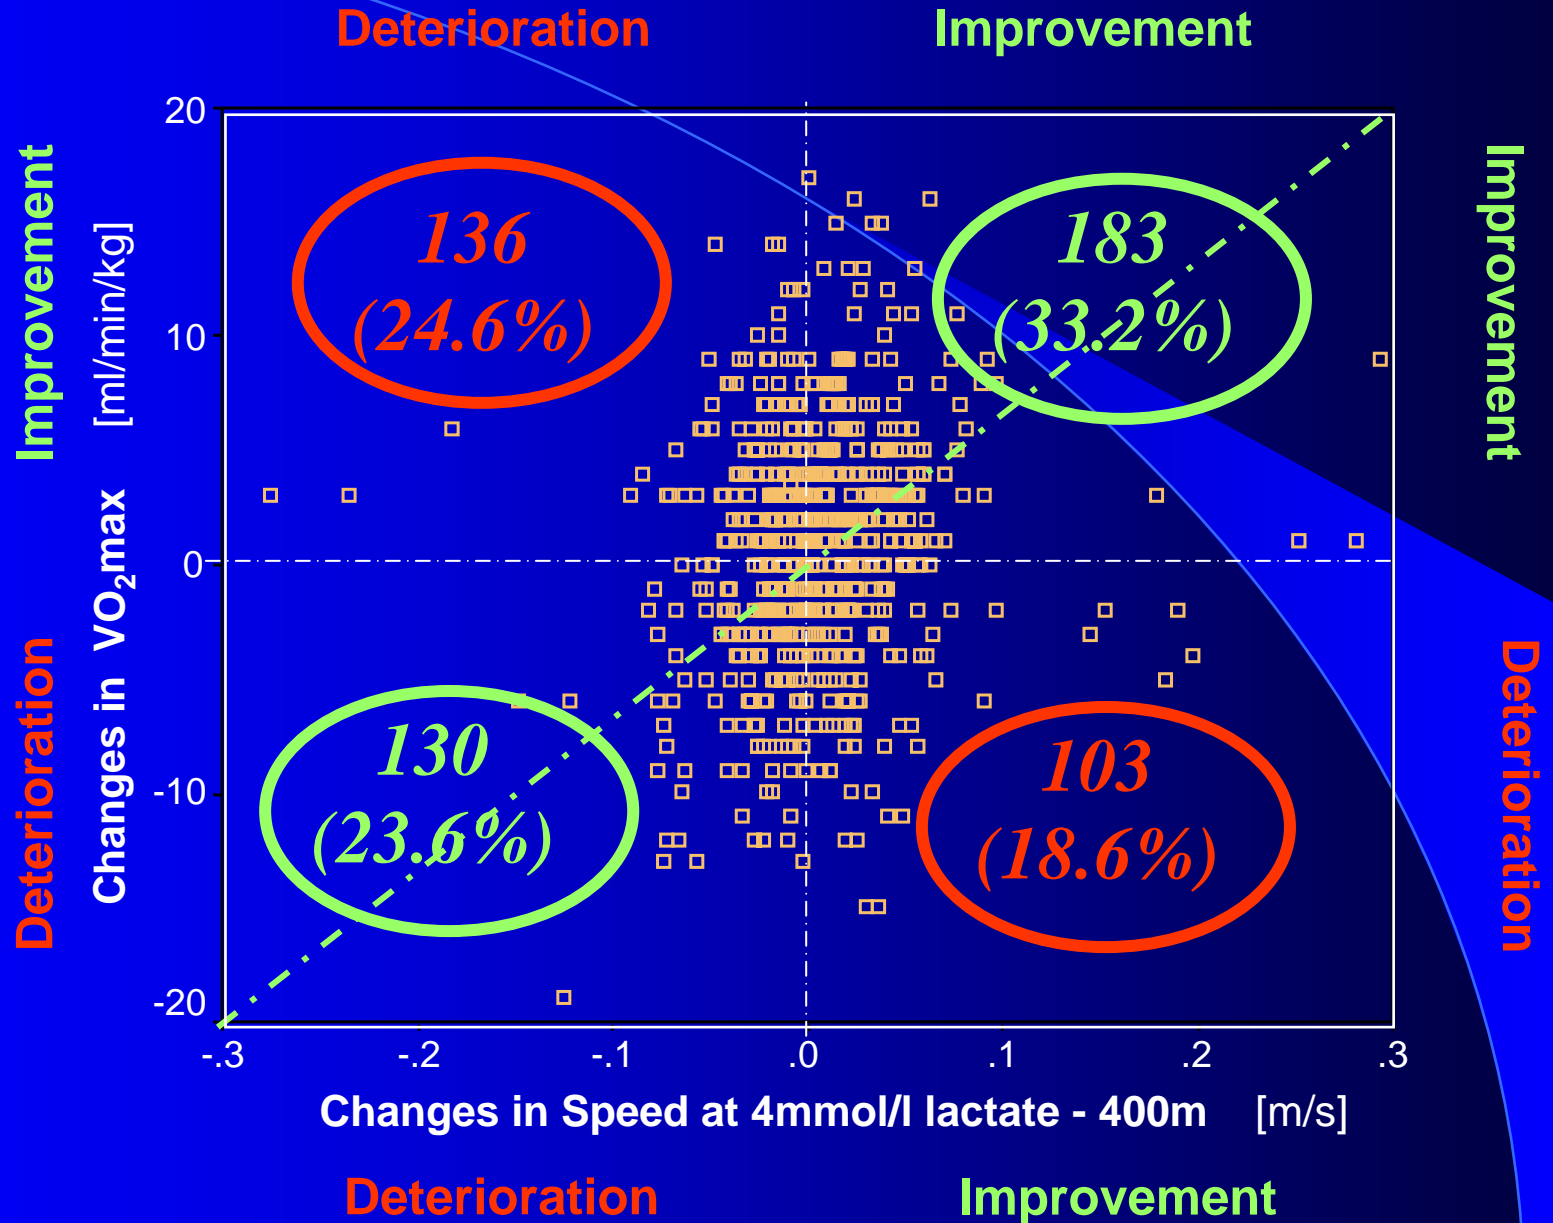 Deterioration
Improvement
Improvement
Deterioration
Changes in VO₂max [ml/min/kg]
20
10
0
-10
-20
136
(24.6%)
183
(33.2%)
130
(23.6%)
103
(18.6%)
Improvement
Deterioration
-.3
-.2
-.1
.0
.1
.2
.3
Changes in Speed at 4mmol/l lactate - 400m [m/s]
Deterioration
Improvement